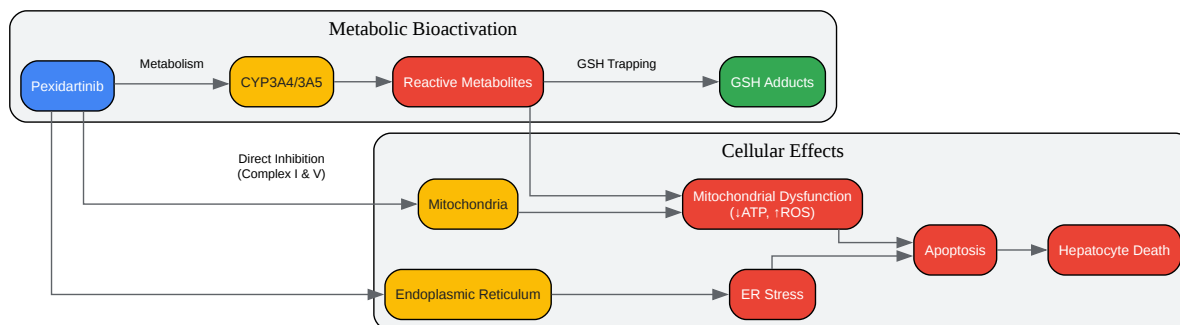 Metabolic Bioactivation
Pexidartinib
Metabolism
CYP3A4/3A5
Reactive Metabolites
GSH Trapping
GSH Adducts
Cellular Effects
Direct Inhibition
(Complex I & V)
Mitochondria
Mitochondrial Dysfunction
(↓ATP, ↑ROS)
Apoptosis
Hepatocyte Death
Endoplasmic Reticulum
ER Stress